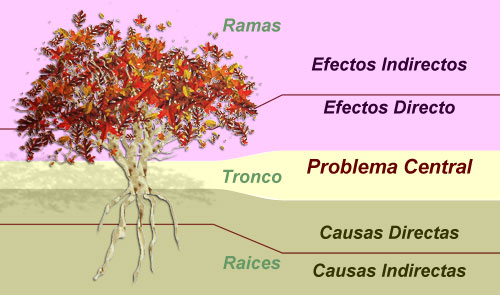 Ramas
Efectos Indirectos
Efectos Directo
Problema Central
Tronco
Causas Directas
Raices
Causas Indirectas